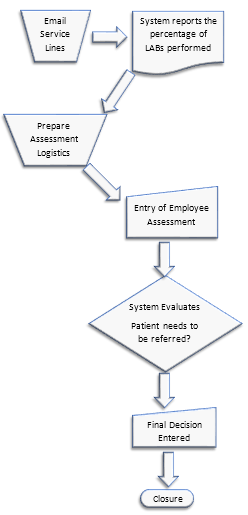 Email
Service
Lines
System reports the
percentage of
LABs performed
Prepare
Assessment
Logistics
Entry of Employee
Assessment
System Evaluates
Patient needs to
be referred?
Final Decision
Entered
Closure